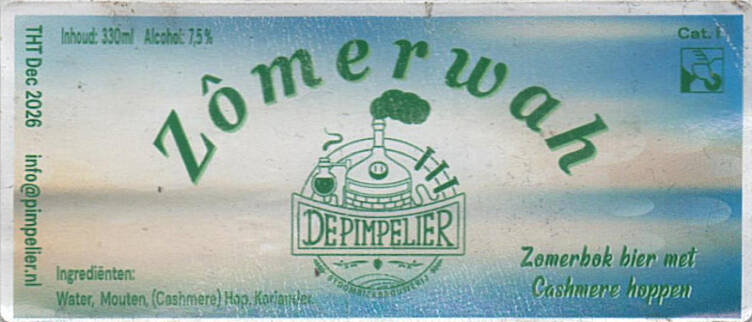 Inhoud: 330ml Alcohol: 7,5%
Cat. I
THT Dec 2026 info@pimpelier.nl
Zômerwah
DE PIMPELIER
STOOMBIERBROUWERIJ
Zomerbok bier met
Cashmere hoppen
Ingrediënten:
Water, Mouten, (Cashmere) Hop, Koriander.